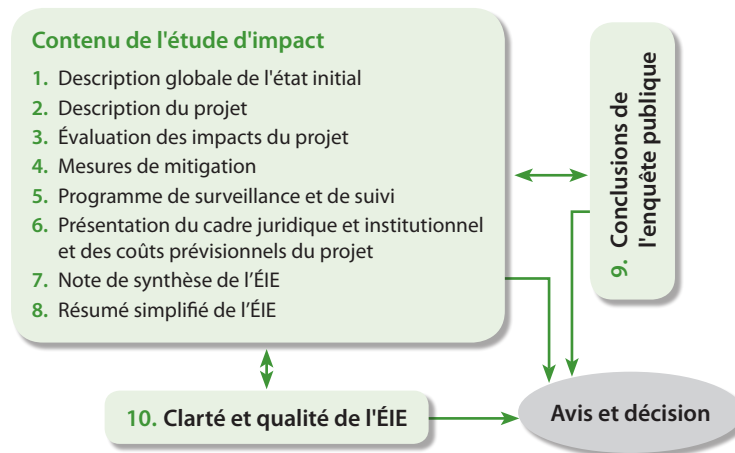 Contenu de l'étude d'impact
1. Description globale de l'état initial
2. Description du projet
3. Évaluation des impacts du projet
4. Mesures de mitigation
5. Programme de surveillance et de suivi
6. Présentation du cadre juridique et institutionnel
et des coûts prévisionnels du projet
7. Note de synthèse de l’ÉIE
8. Résumé simplifié de l’ÉIE
9. Conclusions de
l'enquête publique
10. Clarté et qualité de l'ÉIE
Avis et décision